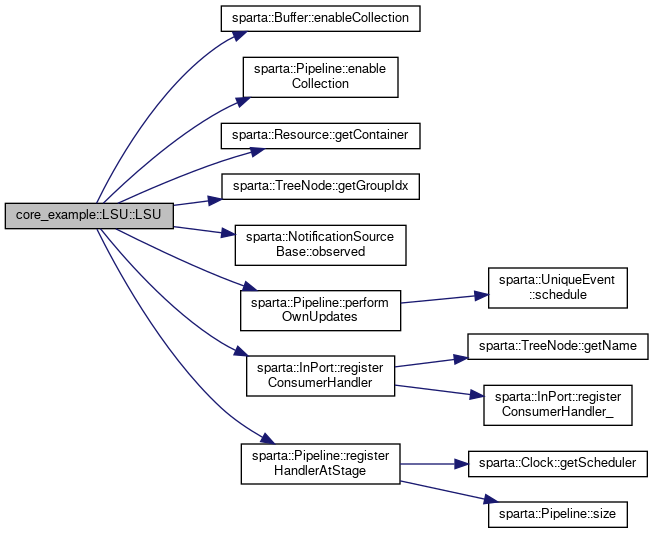 sparta::Buffer::enableCollection
sparta::Pipeline::enable
Collection
sparta::Resource::getContainer
sparta::TreeNode::getGroupIdx
core_example::LSU::LSU
sparta::NotificationSource
Base::observed
sparta::Pipeline::perform
OwnUpdates
sparta::UniqueEvent
::schedule
sparta::InPort::register
ConsumerHandler
sparta::TreeNode::getName
sparta::InPort::register
ConsumerHandler_
sparta::Pipeline::register
HandlerAtStage
sparta::Clock::getScheduler
sparta::Pipeline::size